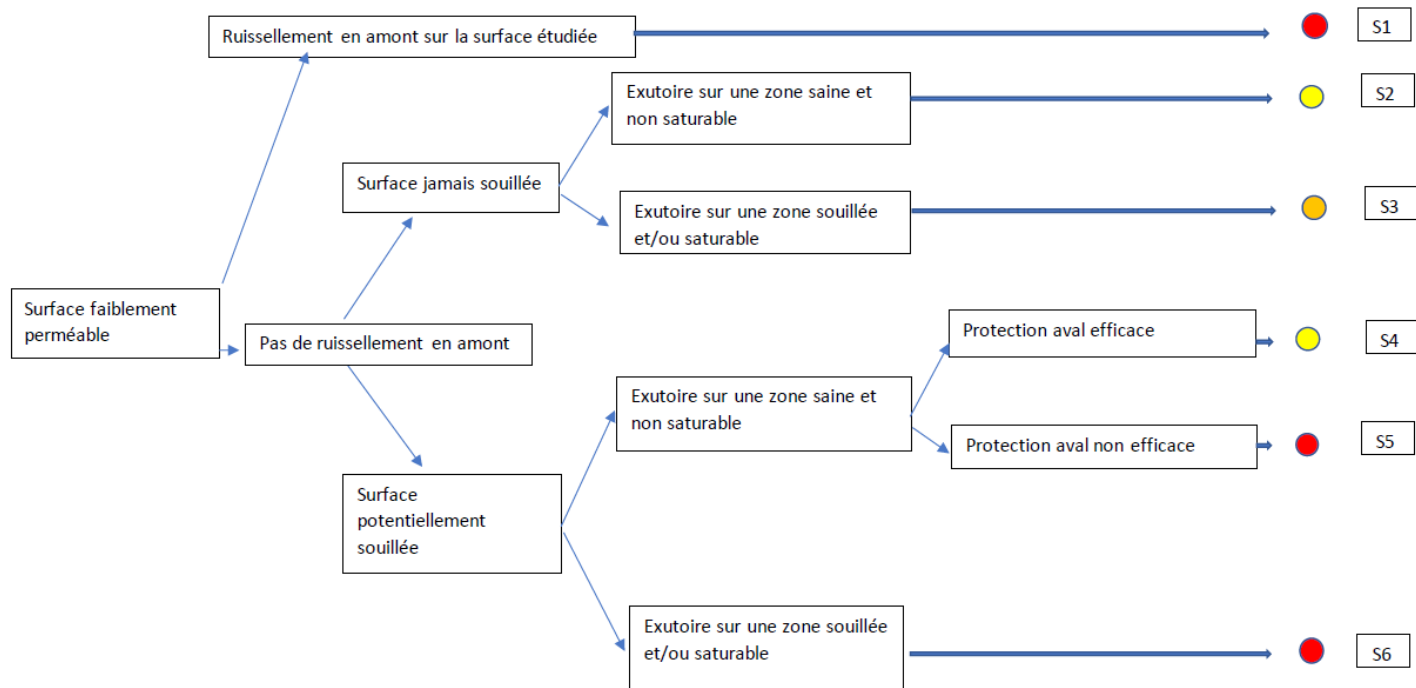 Ruissellement en amont sur la surface étudiée
S1
Exutoire sur une zone saine et
non saturable
S2
Surface jamais souillée
Exutoire sur une zone souillée
et/ou saturable
S3
Surface faiblement
perméable
Pas de ruissellement en amont
Protection aval efficace
S4
Exutoire sur une zone saine et
non saturable
Protection aval non efficace
S5
Surface
potentiellement
souillée
Exutoire sur une zone souillée
et/ou saturable
S6